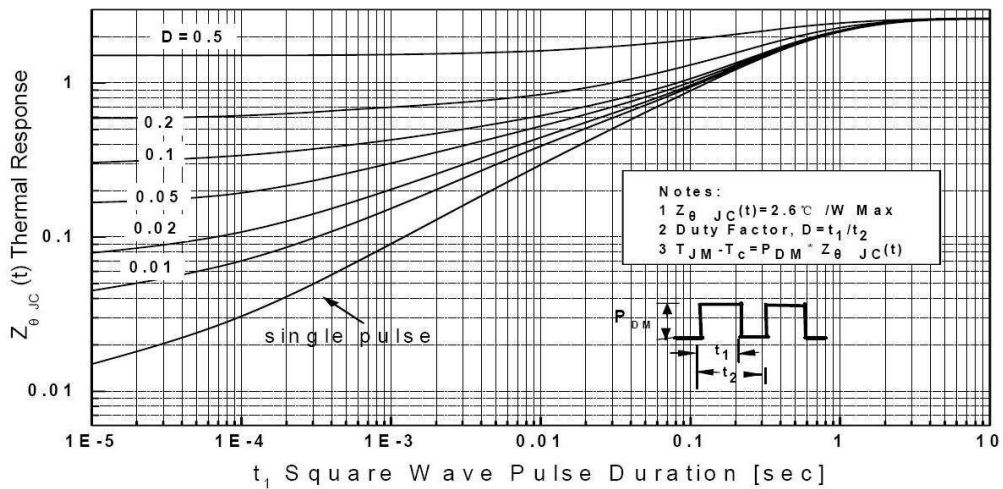 D=0.5
0.2
0.1
0.05
0.02
0.01
single pulse
1
0.1
0.01
Z θ JC (t) Thermal Response
1E-5 1E-4 1E-3 0.01 0.1 1 10
t1 Square Wave Pulse Duration [sec]
Notes:
1 Zθ JC(t)=2.6℃ /W Max
2 Duty Factor, D=t1/t2
3 TJM-Tc=PDM* Zθ JC(t)
PDM
t1
t2